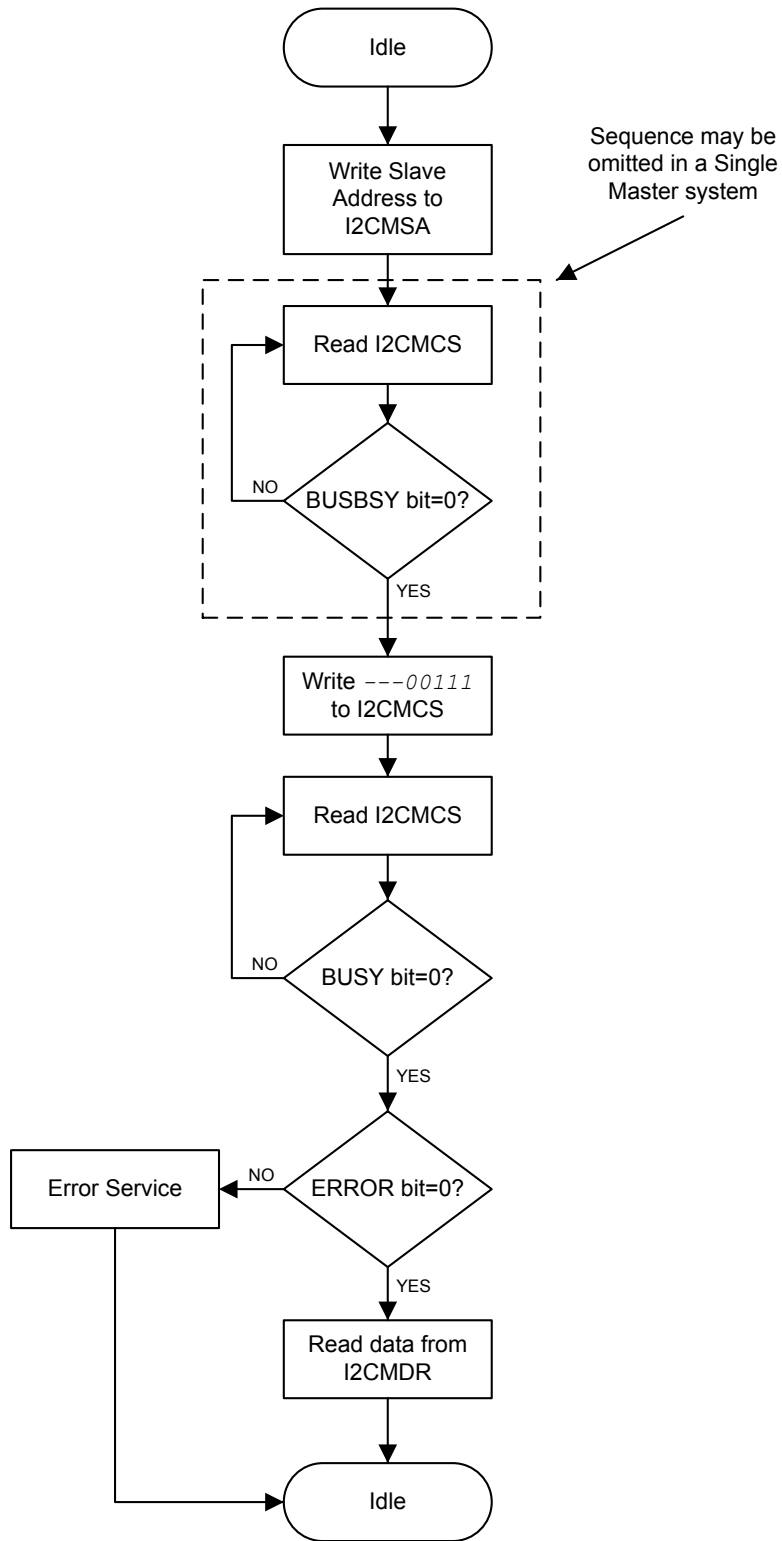 Idle
Sequence may be
omitted in a Single
Master system
Write Slave
Address to
I2CMSA
Read I2CMCS
NO
BUSBSY bit=0?
YES
Write ---00111
to I2CMCS
Read I2CMCS
NO
BUSY bit=0?
YES
Error Service
NO
ERROR bit=0?
YES
Read data from
I2CMDR
Idle